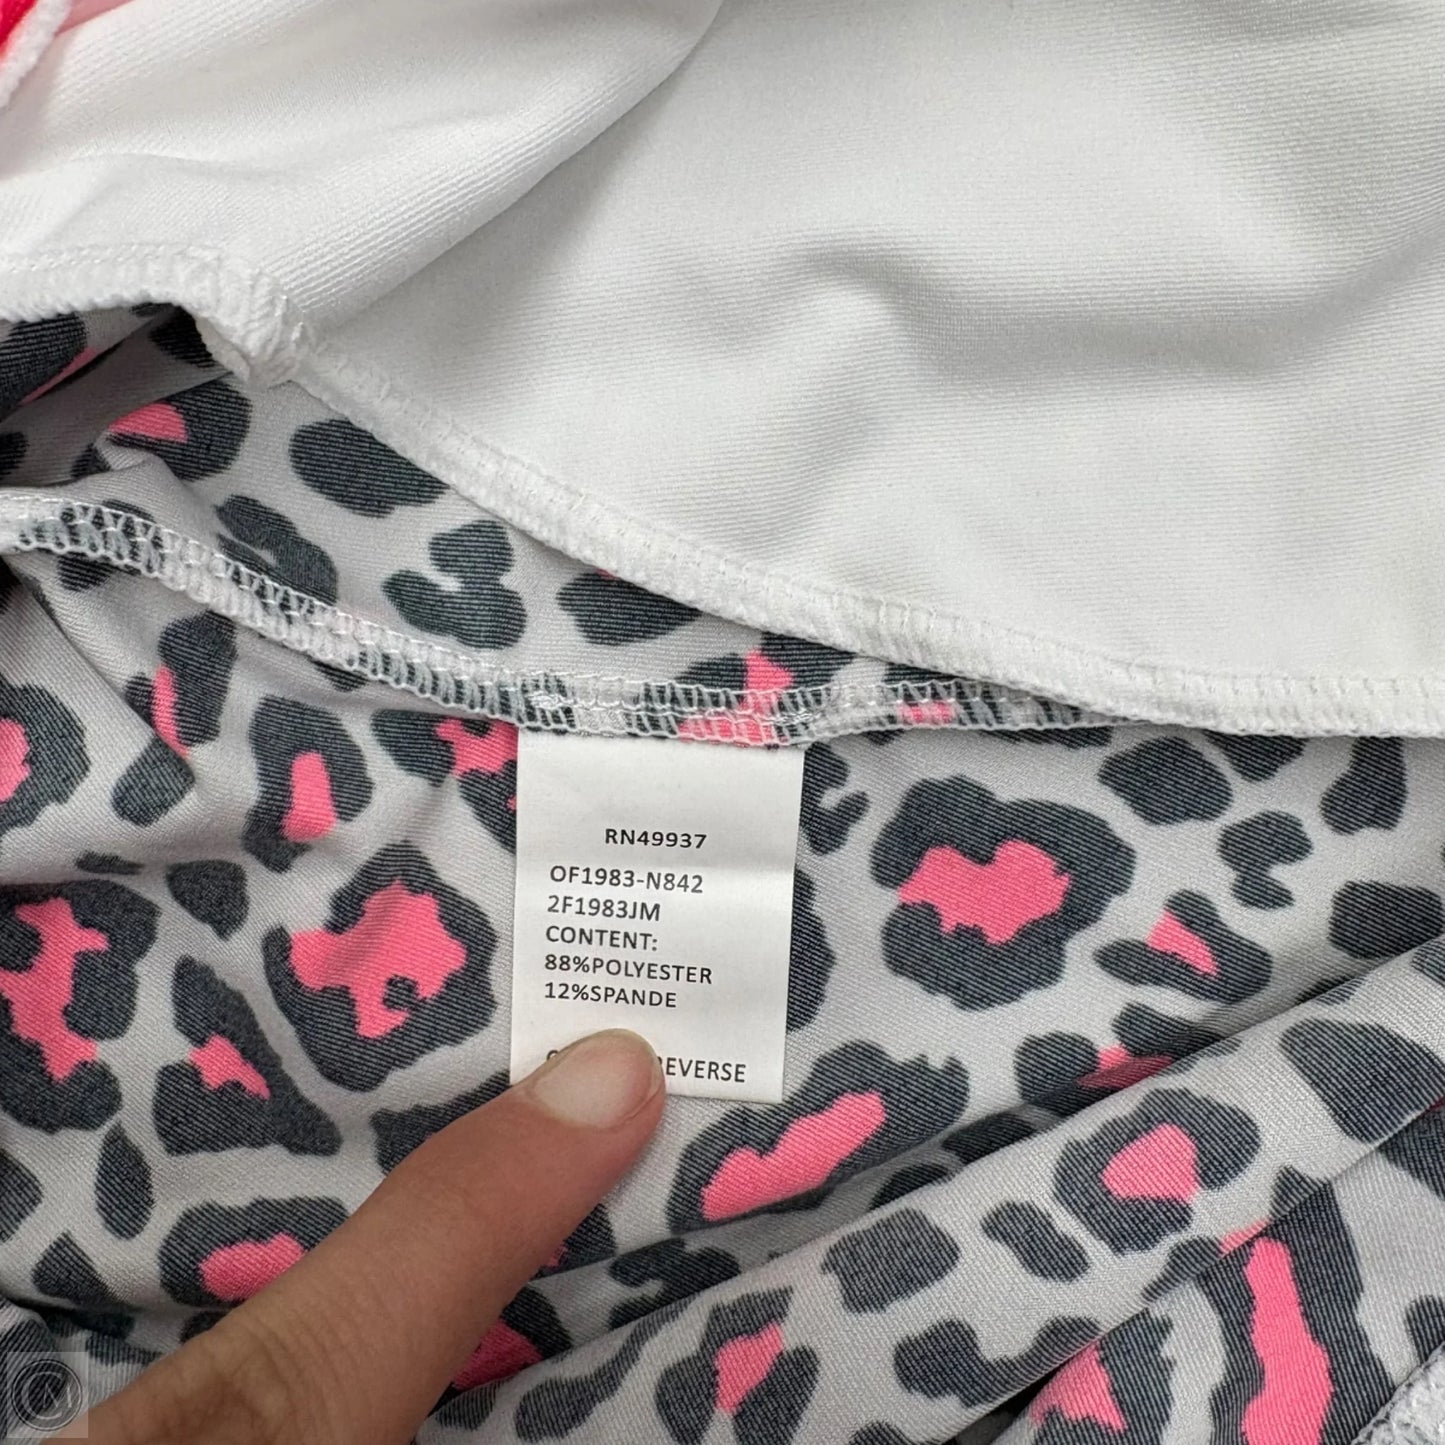 RN49937
OF1983-N842
2F1983JM
CONTENT:
88%POLYESTER
12%SPANDE
REVERSE